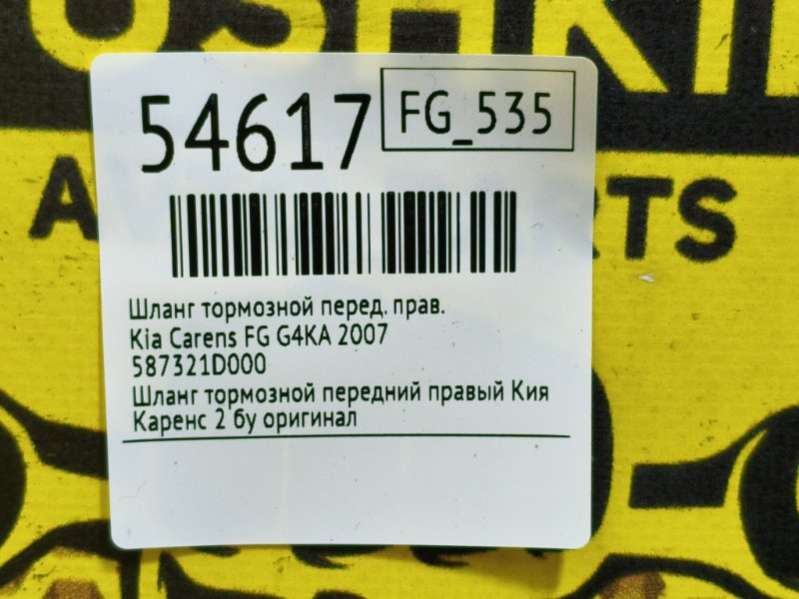 54617
FG_535
Шланг тормозной перед. прав.
Kia Carens FG G4KA 2007
587321D000
Шланг тормозной передний правый Кия
Каренс 2 бу оригинал